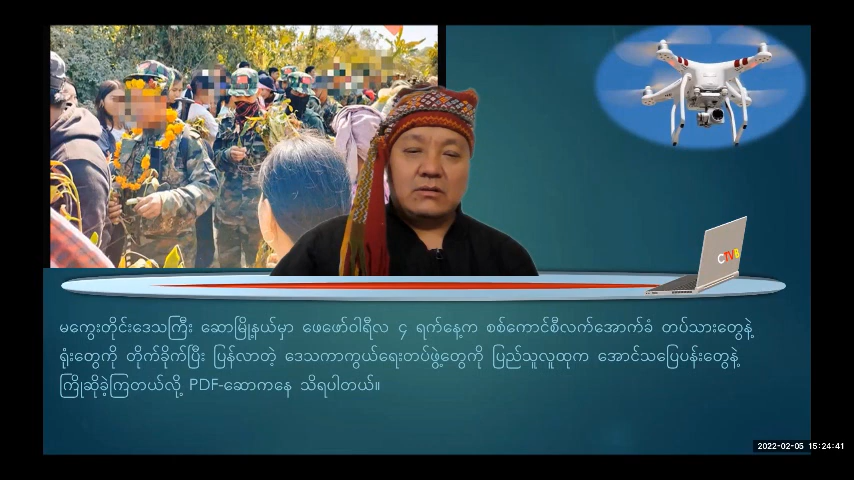 CTVB
မကွေးတိုင်းဒေသကြီး ဆောမြို့နယ်မှာ ဖေဖော်ဝါရီလ ၄ ရက်နေ့က စစ်ကောင်စီလက်အောက်ခံ တပ်သားတွေနဲ့
ရုံးတွေကို တိုက်ခိုက်ပြီး ပြန်လာတဲ့ ဒေသကာကွယ်ရေးတပ်ဖွဲ့တွေကို ပြည်သူလူထုက အောင်သပြေပန်းတွေနဲ့
ကြိုဆိုခဲ့ကြတယ်လို့ PDF-ဆောကနေ သိရပါတယ်။
2022-02-05 15:24:41